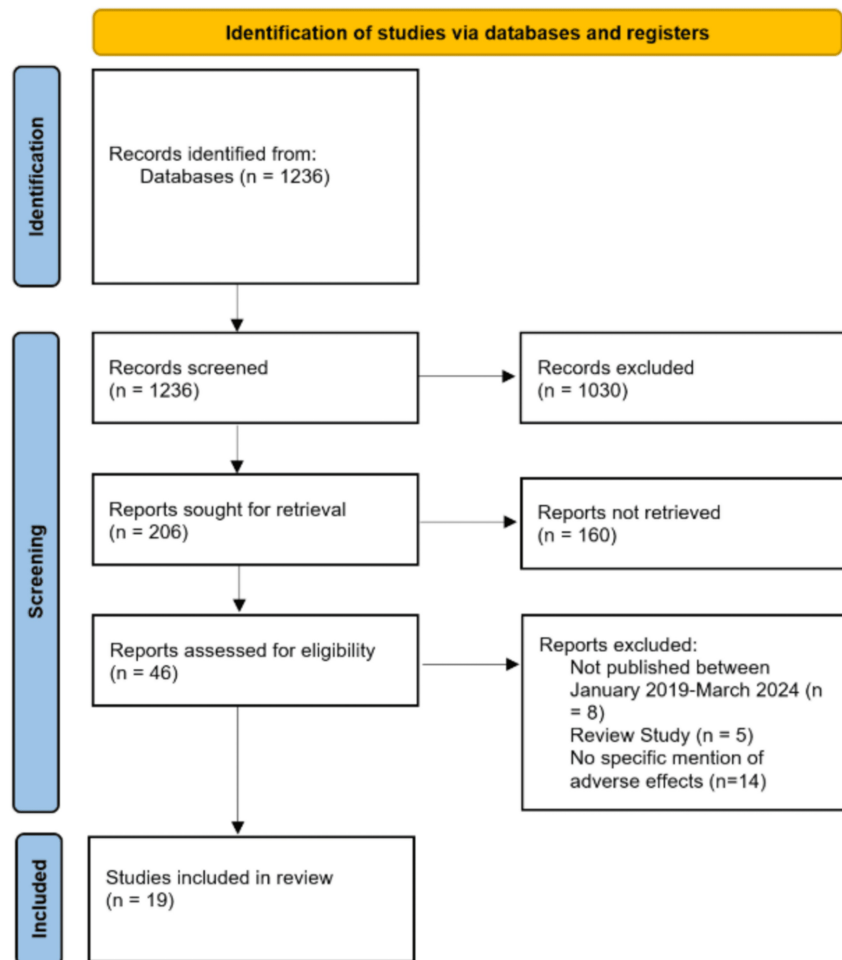 Identification of studies via databases and registers
Identification
Records identified from:
Databases (n = 1236)
Screening
Records screened
(n = 1236)
Records excluded
(n = 1030)
Reports sought for retrieval
(n = 206)
Reports not retrieved
(n = 160)
Reports assessed for eligibility
(n = 46)
Reports excluded:
Not published between
January 2019-March 2024 (n
= 8)
Review Study (n = 5)
No specific mention of
adverse effects (n=14)
Included
Studies included in review
(n = 19)